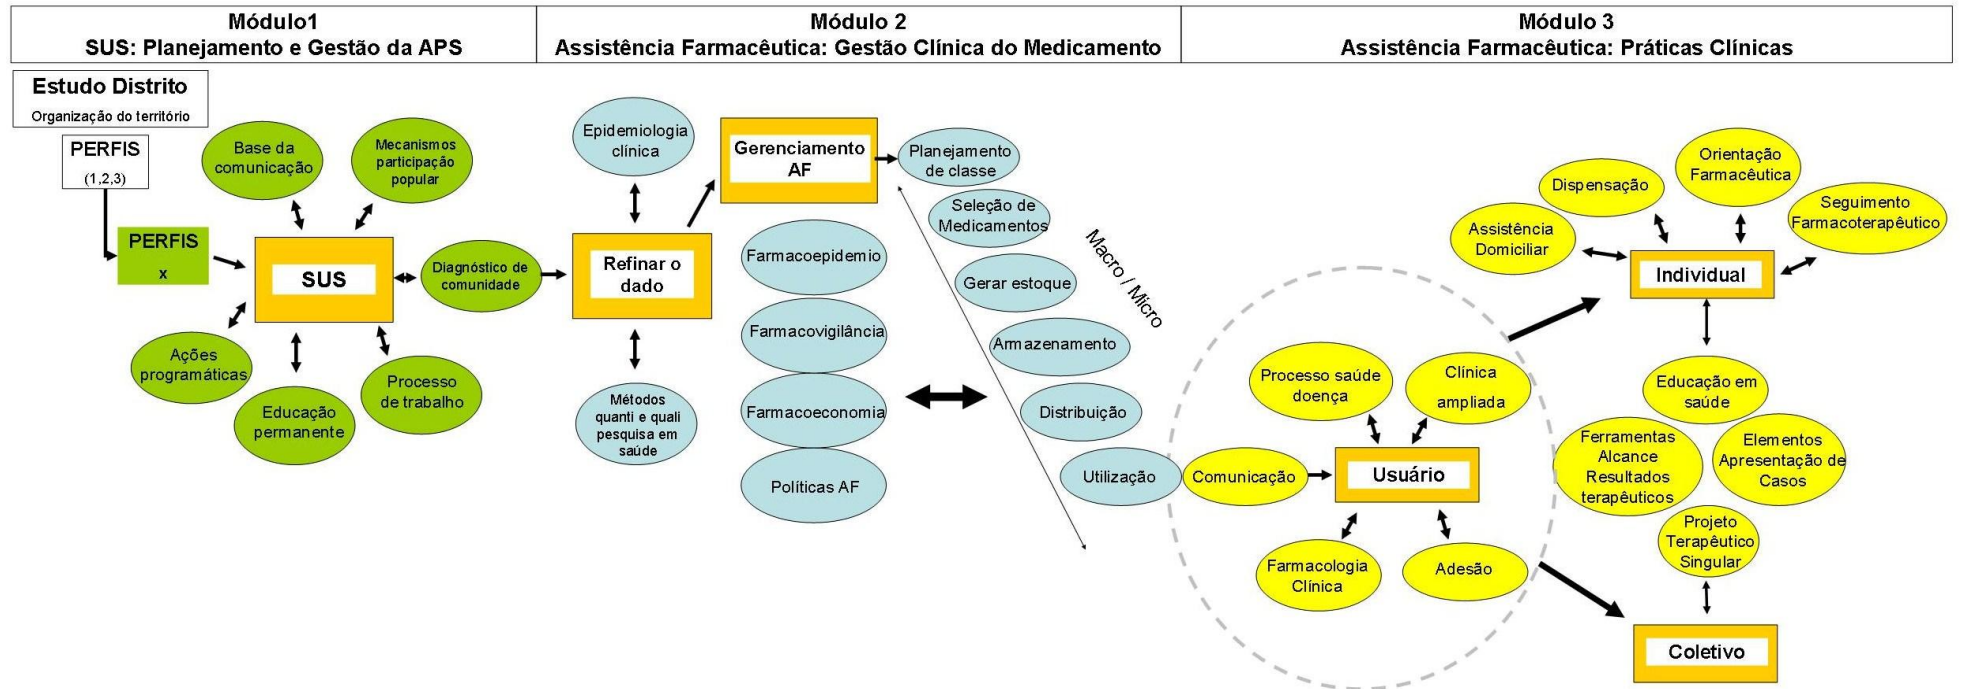 Módulo1
SUS: Planejamento e Gestão da APS
Módulo 2
Assistência Farmacêutica: Gestão Clínica do Medicamento
Módulo 3
Assistência Farmacêutica: Práticas Clínicas
Estudo Distrito
Organização do território
PERFIS
(1,2,3)
PERFIS
x
Base da
comunicação
Mecanismos
participação
popular
SUS
Diagnóstico de
comunidade
Ações
programáticas
Educação
permanente
Processo
de trabalho
Epidemiologia
clínica
Refinar o
dado
Métodos
quanti e quali
pesquisa em
saúde
Gerenciamento
AF
Farmacoepidemio
Farmacovigilância
Farmacoeconomia
Políticas AF
Planejamento
de classe
Seleção de
Medicamentos
Gerar estoque
Armazenamento
Distribuição
Utilização
Macro / Micro
Comunicação
Processo saúde
doença
Clínica
ampliada
Usuário
Farmacologia
Clínica
Adesão
Assistência
Domiciliar
Dispensação
Orientação
Farmacêutica
Seguimento
Farmacoterapêutico
Individual
Educação em
saúde
Ferramentas
Alcance
Resultados
terapêuticos
Elementos
Apresentação de
Casos
Projeto
Terapêutico
Singular
Coletivo